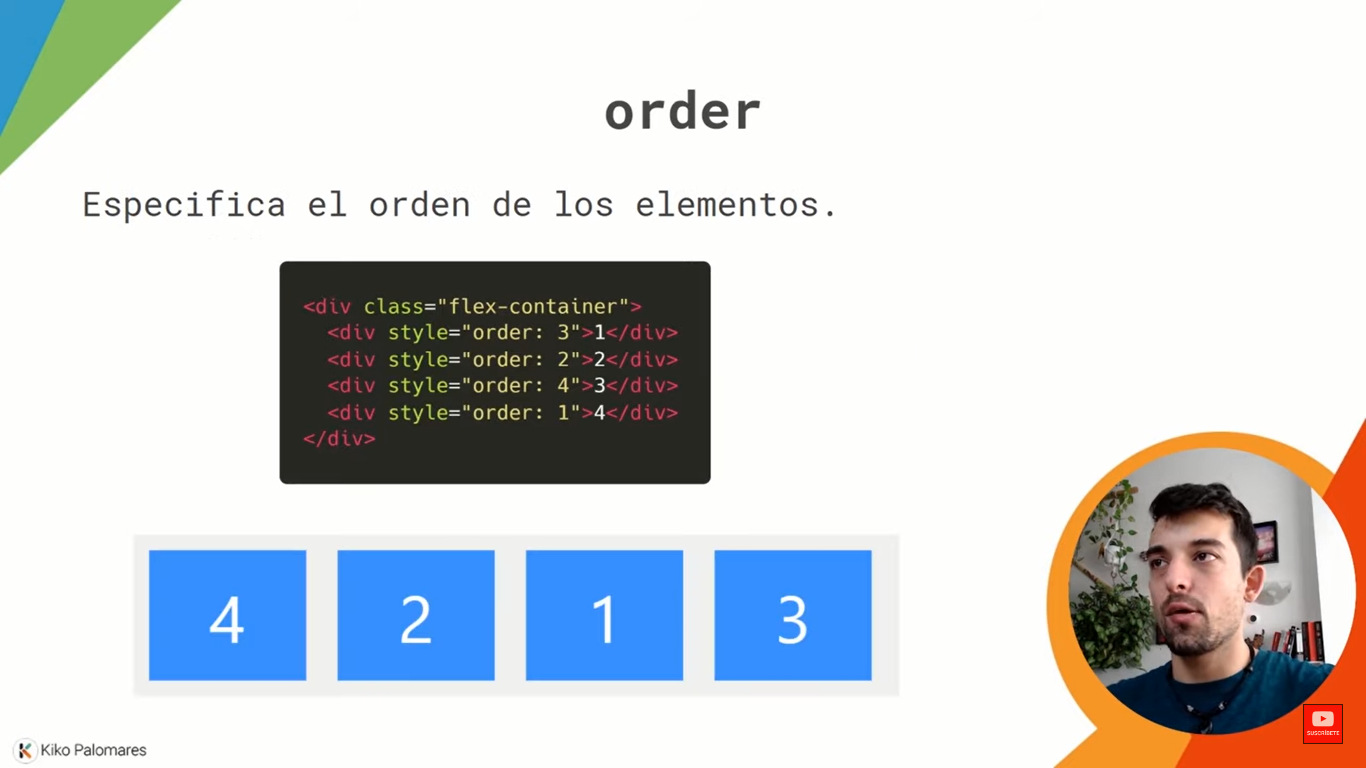 order
Especifica el orden de los elementos.
<div class="flex-container">
  <div style="order: 3">1</div>
  <div style="order: 2">2</div>
  <div style="order: 4">3</div>
  <div style="order: 1">4</div>
</div>
4 2 1 3
Kiko Palomares
SUSCRÍBETE